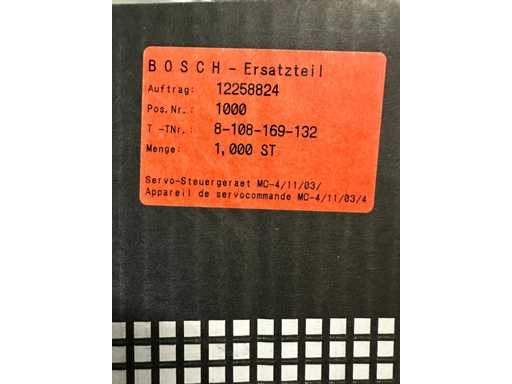 BOSCH - Ersatzteil
Auftrag: 12258824
Pos.Nr.: 1000
T -TNr.: 8-108-169-132
Menge: 1,000 ST
Servo-Steuergeraet MC-4/11/03/
Appareil de servocommande MC-4/11/03/4